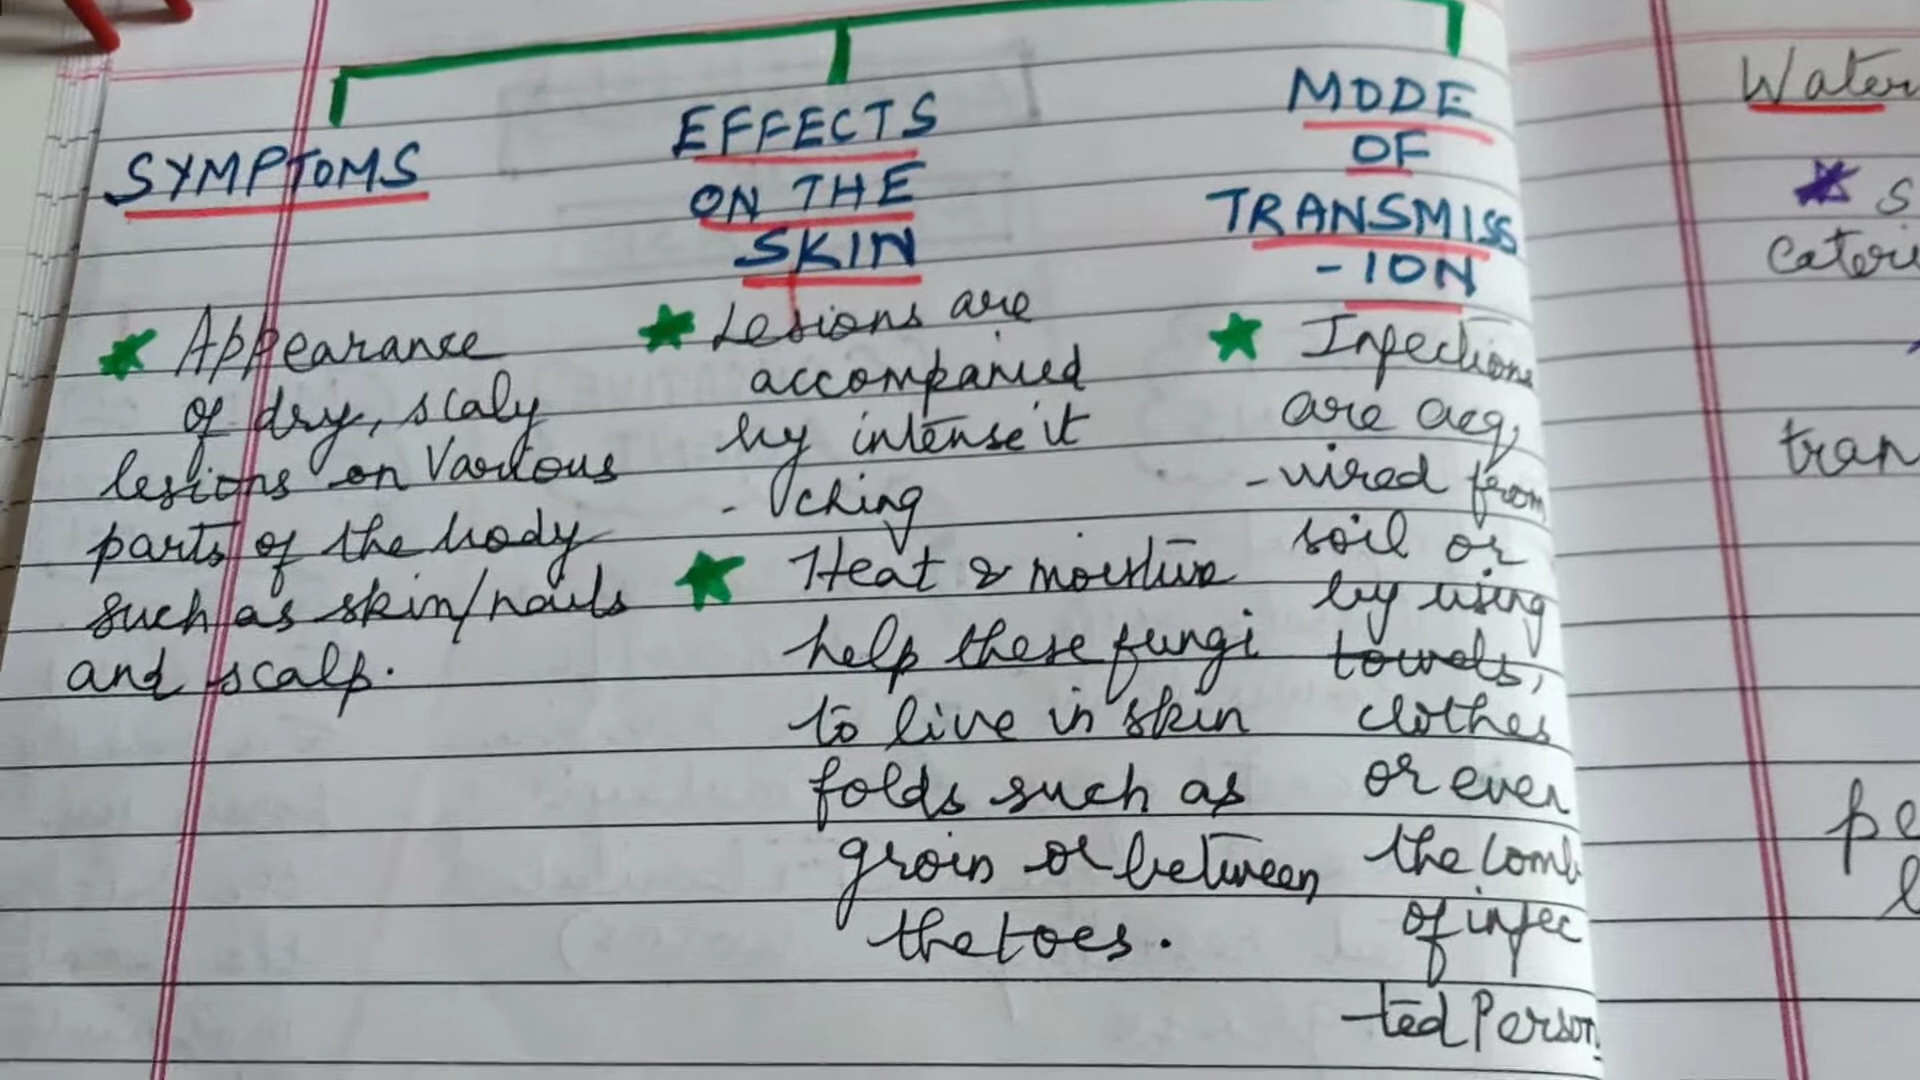 SYMPTOMS
Appearance
of dry, scaly
lesions on Various
parts of the body
such as skin/nails
and scalp.
EFFECTS
ON THE
SKIN
Lesions are
accompanied
by intense it
- ching
Heat & moisture
help these fungi
to live in skin
folds such as
groin or between
the toes.
MODE
OF
TRANSMISS
-ION
Infections
are acq
-uired from
soil or
by using
towels,
clothes
or even
the comb
of infec
-ted Person
Water